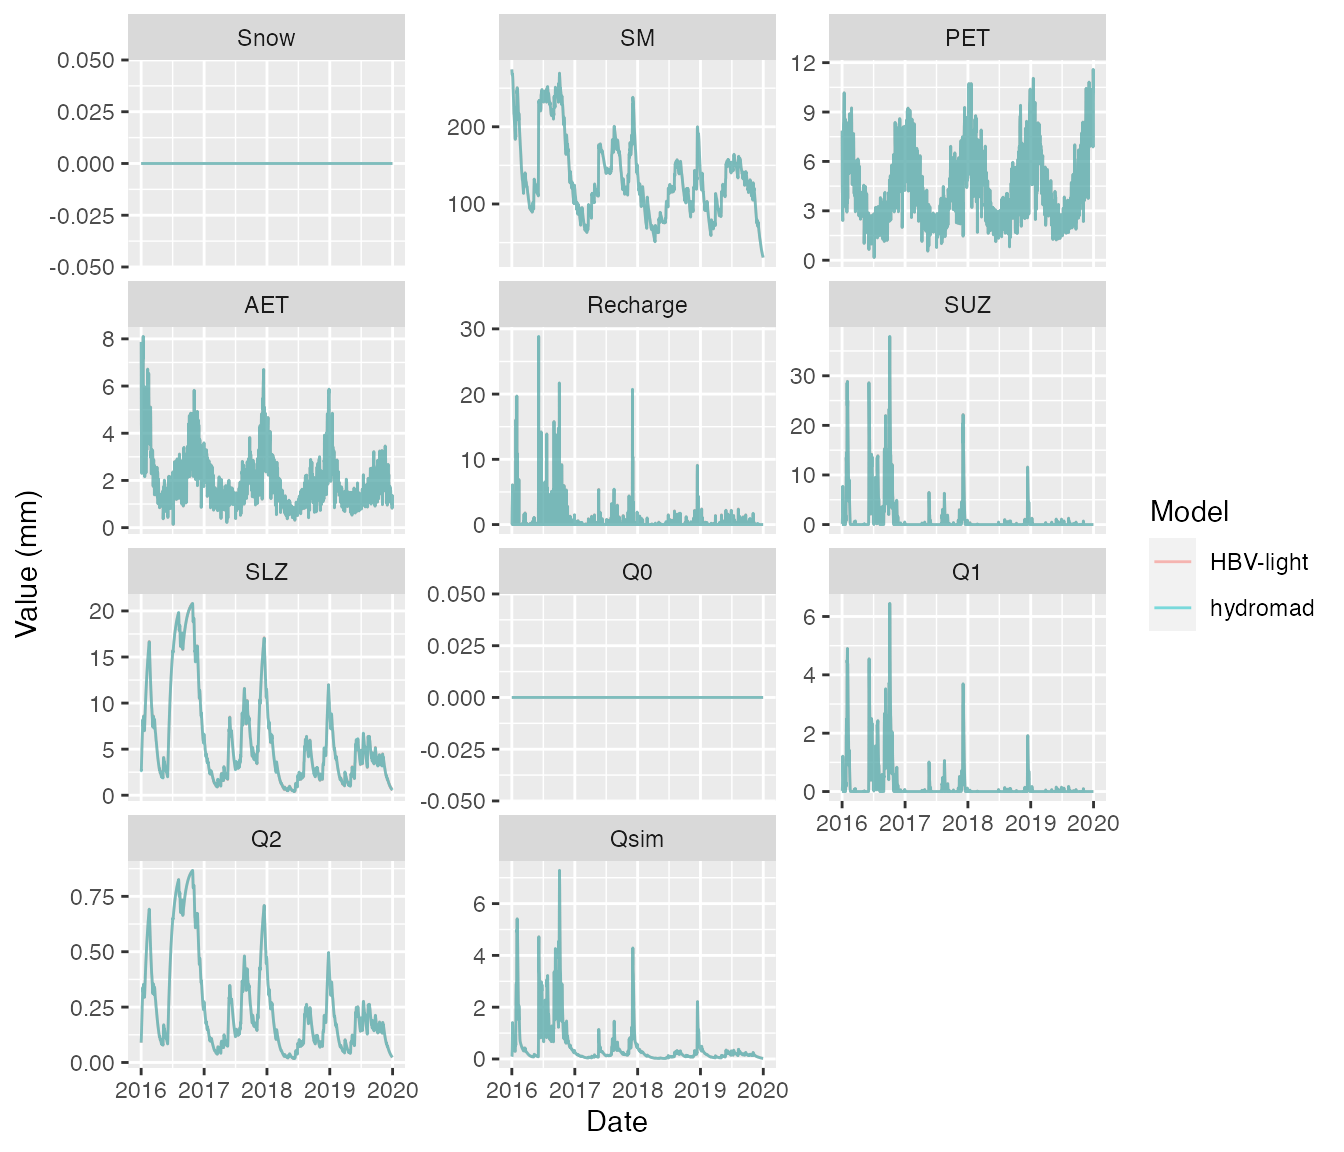 Snow
0.050
0.025
0.000
-0.025
-0.050
SM
200
100
PET
12
9
6
3
0
AET
8
6
4
2
0
Recharge
30
20
10
0
SUZ
30
20
10
0
SLZ
20
15
10
5
0
Q0
0.050
0.025
0.000
-0.025
-0.050
Q1
6
4
2
0
2016 2017 2018 2019 2020
Q2
0.75
0.50
0.25
0.00
2016 2017 2018 2019 2020
Qsim
6
4
2
0
2016 2017 2018 2019 2020
Value (mm)
Date
Model
HBV-light
hydromad